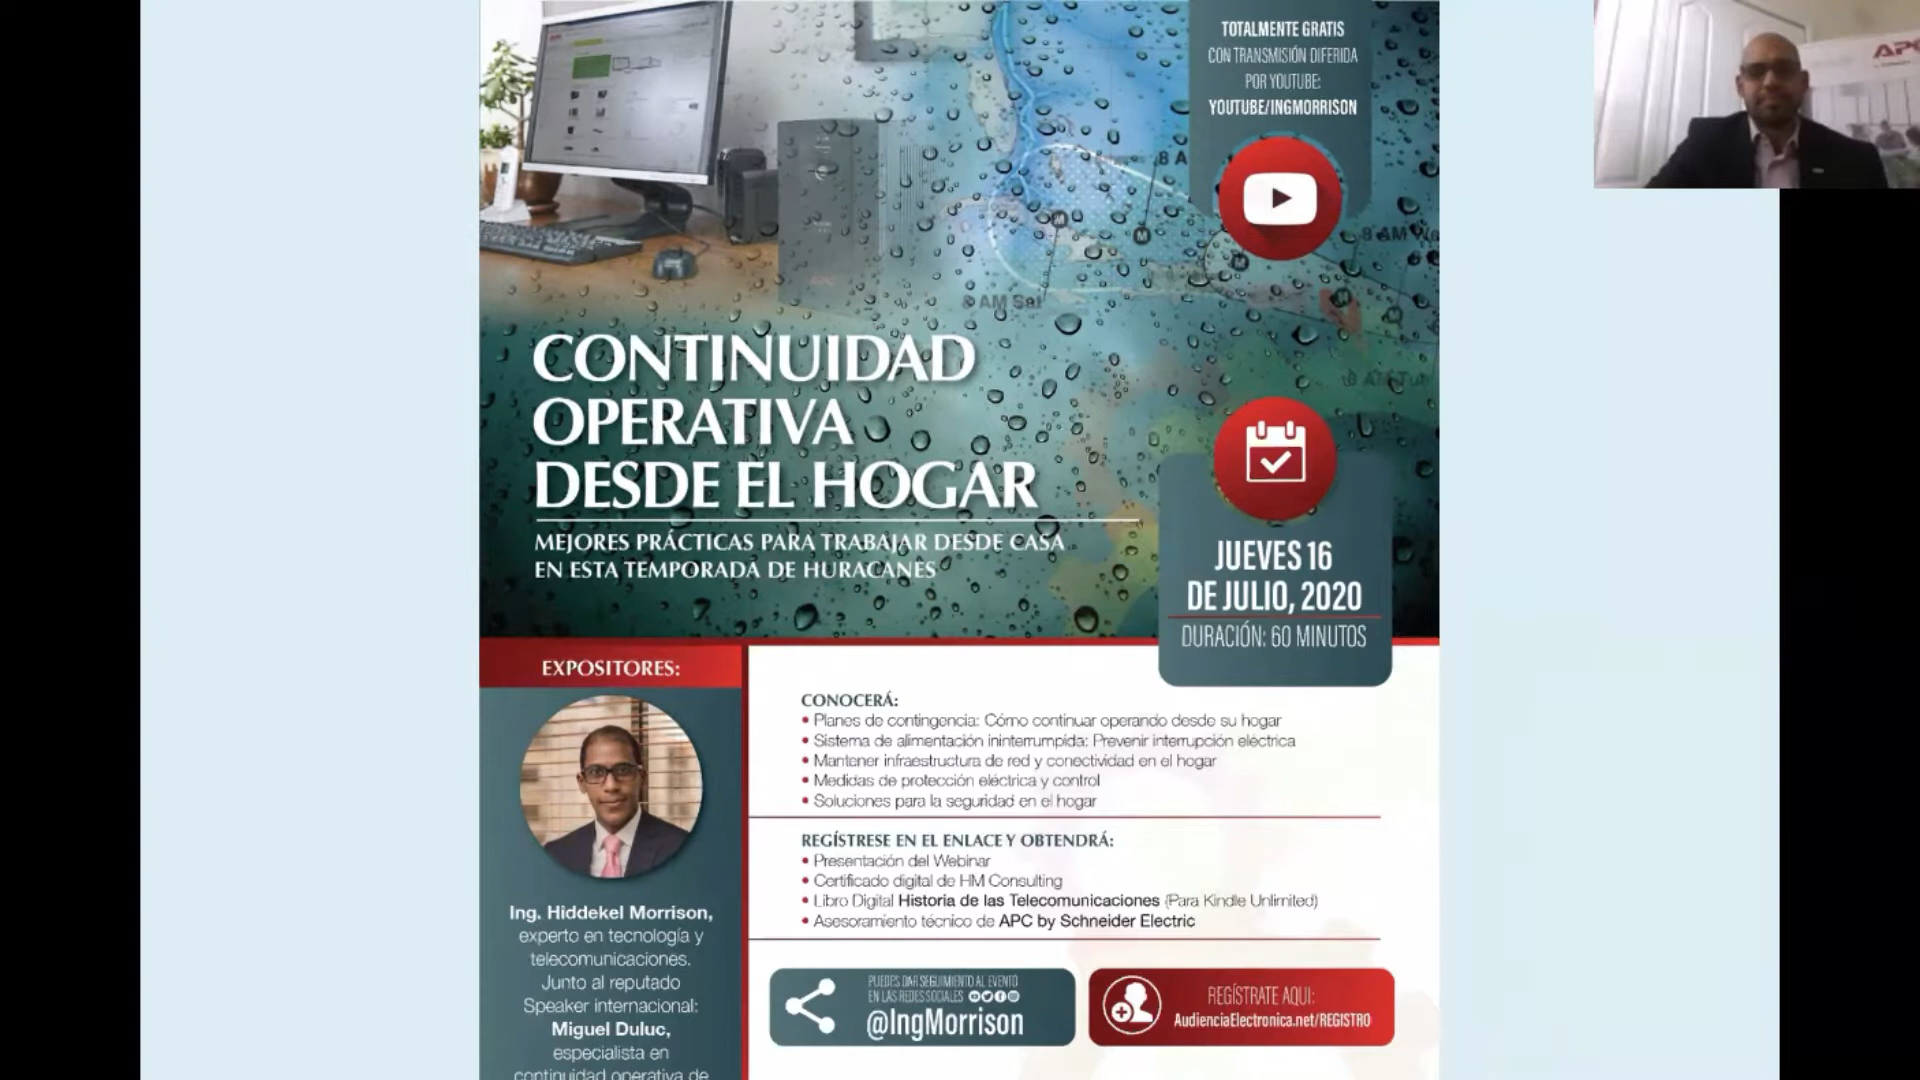 TOTALMENTE GRATIS
CON TRANSMISIÓN DIFERIDA
POR YOUTUBE:
YOUTUBE/INGMORRISON
8 AM Sat
CONTINUIDAD
OPERATIVA
DESDE EL HOGAR
MEJORES PRÁCTICAS PARA TRABAJAR DESDE CASA
EN ESTA TEMPORADA DE HURACANES
JUEVES 16
DE JULIO, 2020
DURACIÓN: 60 MINUTOS
EXPOSITORES:
Ing. Hiddekel Morrison,
experto en tecnología y
telecomunicaciones.
Junto al reputado
Speaker internacional:
Miguel Duluc,
especialista en
continuidad operativa de
CONOCERÁ:
• Planes de contingencia: Cómo continuar operando desde su hogar
• Sistema de alimentación ininterrumpida: Prevenir interrupción eléctrica
• Mantener infraestructura de red y conectividad en el hogar
• Medidas de protección eléctrica y control
• Soluciones para la seguridad en el hogar
REGÍSTRESE EN EL ENLACE Y OBTENDRÁ:
• Presentación del Webinar
• Certificado digital de HM Consulting
• Libro Digital Historia de las Telecomunicaciones (Para Kindle Unlimited)
• Asesoramiento técnico de APC by Schneider Electric
PUEDES DAR SEGUIMIENTO AL EVENTO
EN LAS REDES SOCIALES
@IngMorrison
REGÍSTRATE AQUI:
AudienciaElectronica.net/REGISTRO